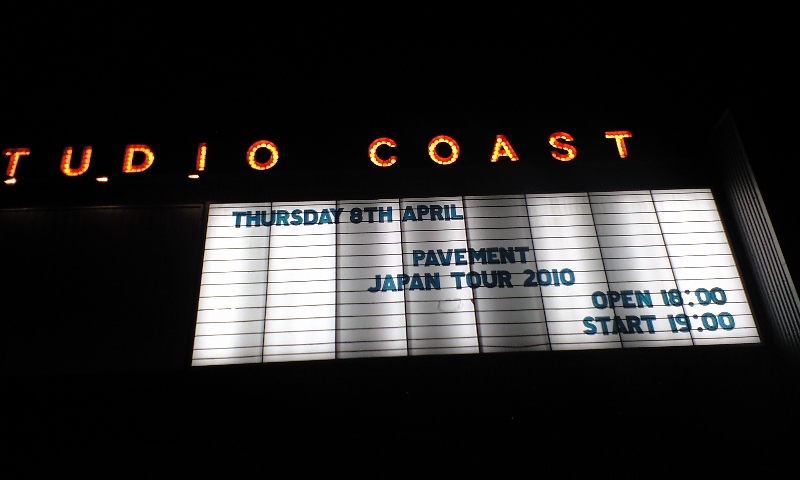 TUDIO COAST
THURSDAY 8TH APRIL
PAVEMENT
JAPAN TOUR 2010
OPEN 18:00
START 19:00